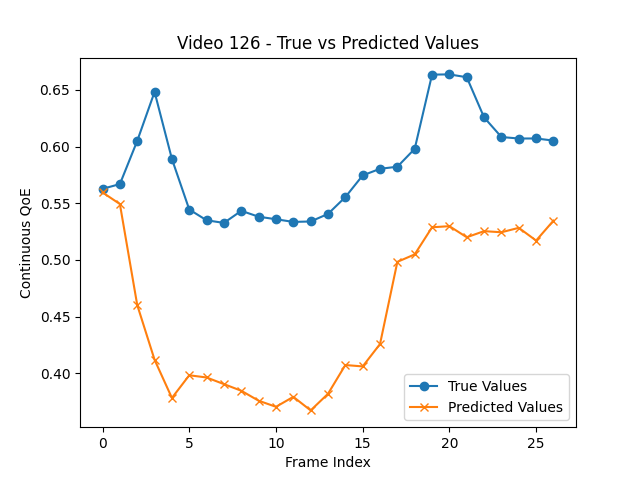 Video 126 - True vs Predicted Values
Continuous QoE
0.65
0.60
0.55
0.50
0.45
0.40
0
5
10
15
20
25
Frame Index
True Values
Predicted Values